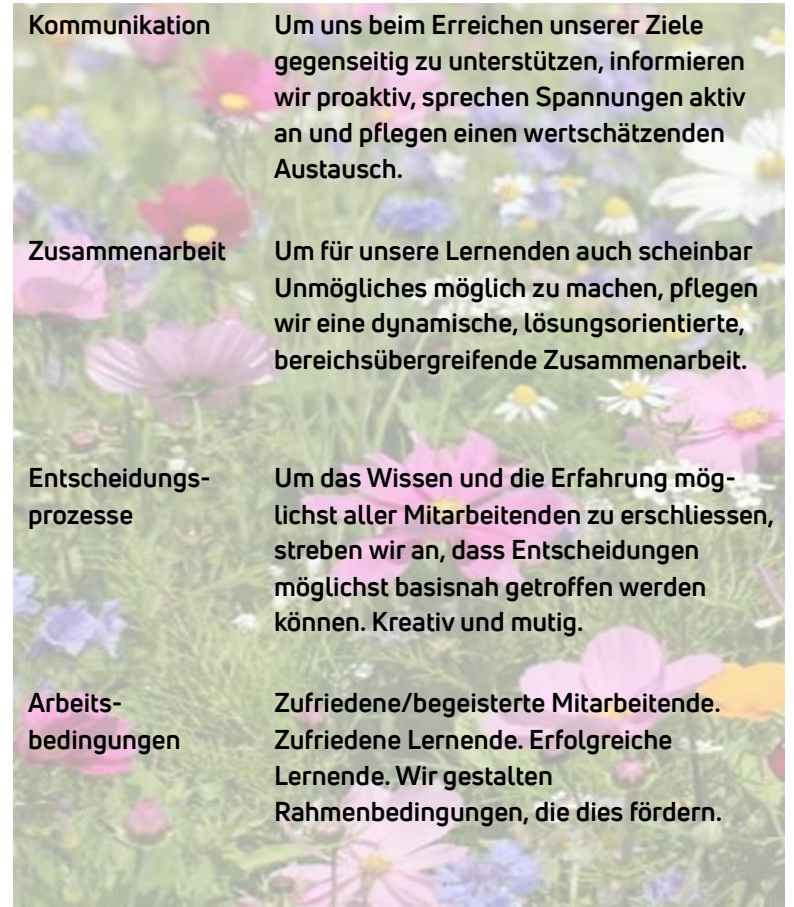 Kommunikation Um uns beim Erreichen unserer Ziele
gegenseitig zu unterstützen, informieren
wir proaktiv, sprechen Spannungen aktiv
an und pflegen einen wertschätzenden
Austausch.
Zusammenarbeit Um für unsere Lernenden auch scheinbar
Unmögliches möglich zu machen, pflegen
wir eine dynamische, lösungsorientierte,
bereichsübergreifende Zusammenarbeit.
Entscheidungs- Um das Wissen und die Erfahrung mög-
prozesse lichst aller Mitarbeitenden zu erschliessen,
streben wir an, dass Entscheidungen
möglichst basisnah getroffen werden
können. Kreativ und mutig.
Arbeits- Zufriedene/begeisterte Mitarbeitende.
bedingungen Zufriedene Lernende. Erfolgreiche
Lernende. Wir gestalten
Rahmenbedingungen, die dies fördern.